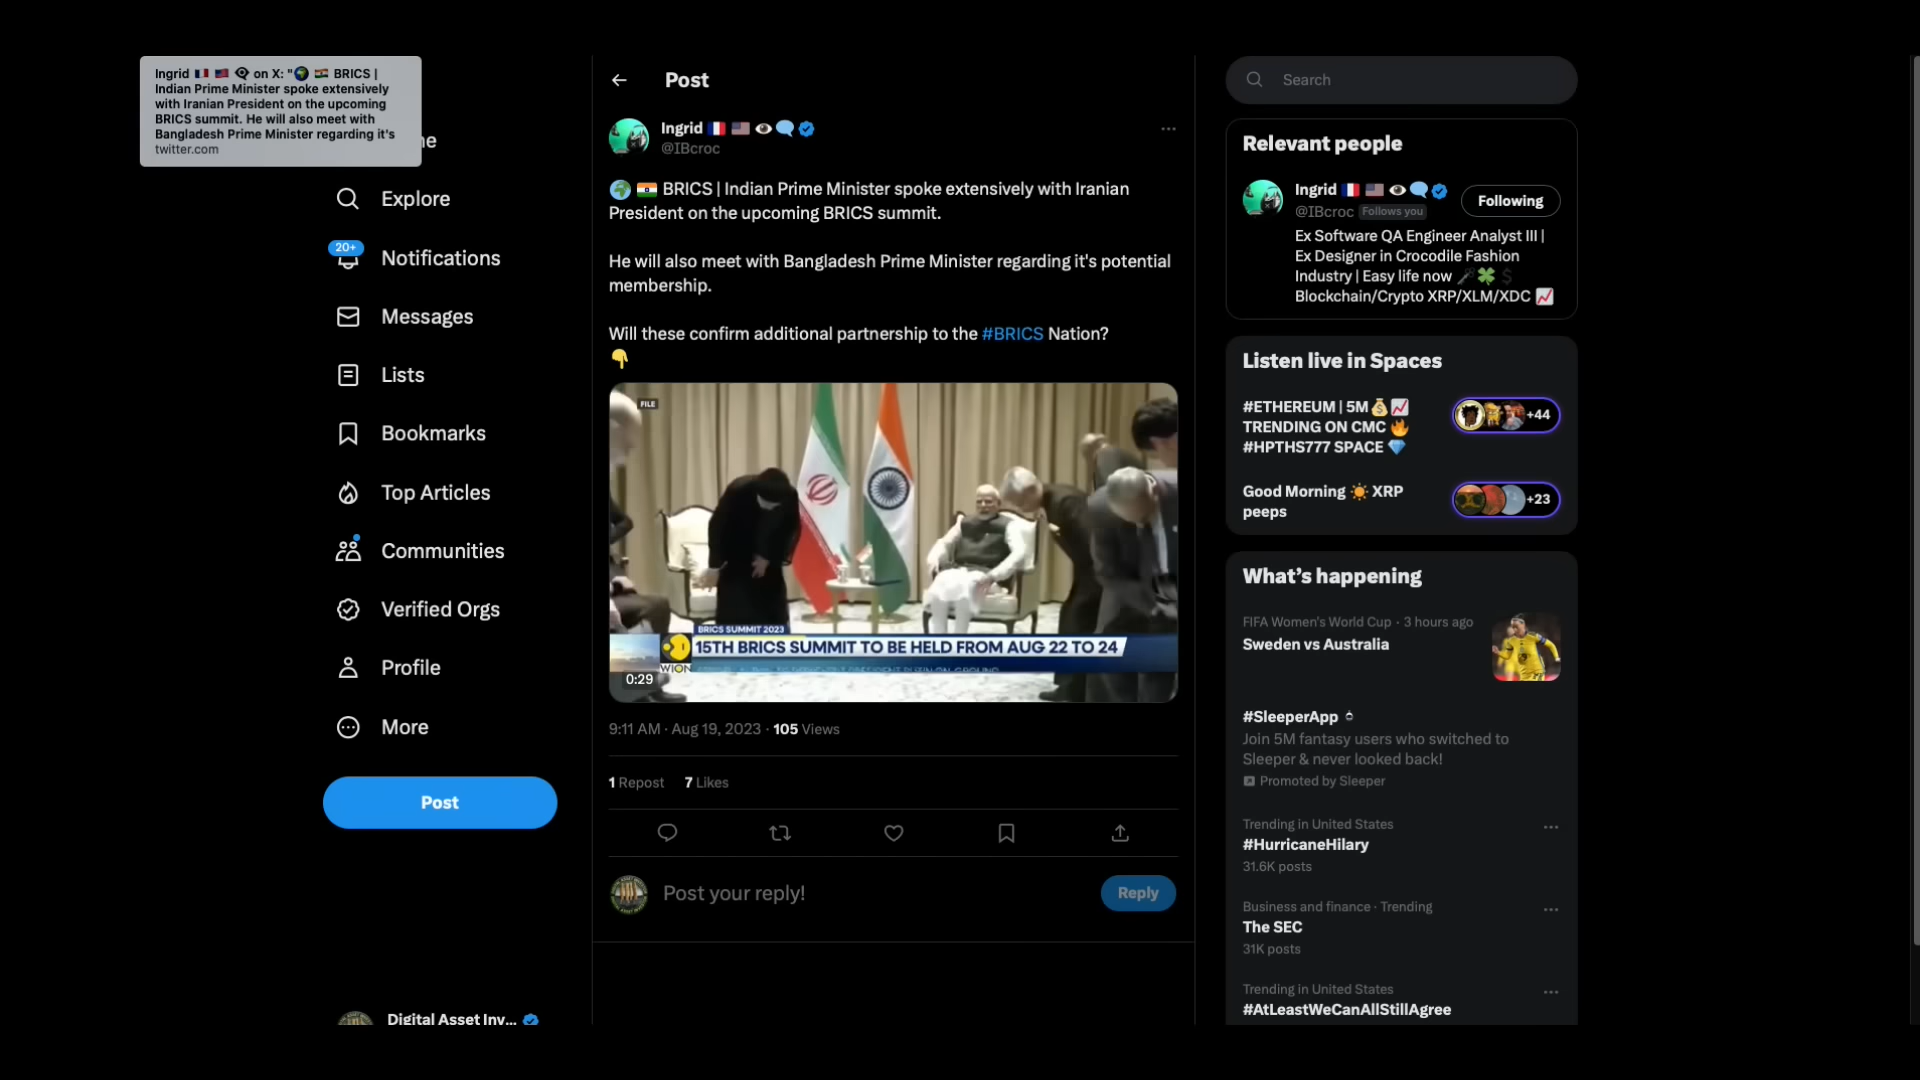 Ingrid 🇫🇷 🇺🇸 👁‍🗨 on X: "🌍 🇮🇳 BRICS |
Indian Prime Minister spoke extensively
with Iranian President on the upcoming
BRICS summit. He will also meet with
Bangladesh Prime Minister regarding it's
twitter.com
Explore
20+
Notifications
Messages
Lists
Bookmarks
Top Articles
Communities
Verified Orgs
Profile
More
Post
Digital Asset Inv...
Post
Ingrid 🇫🇷 🇺🇸 👁️🗨️
@IBcroc
🌍 🇮🇳 BRICS | Indian Prime Minister spoke extensively with Iranian
President on the upcoming BRICS summit.
He will also meet with Bangladesh Prime Minister regarding it's potential
membership.
Will these confirm additional partnership to the #BRICS Nation?
👇
FILE
BRICS SUMMIT 2023
15TH BRICS SUMMIT TO BE HELD FROM AUG 22 TO 24
WION
0:29
9:11 AM · Aug 19, 2023 · 105 Views
1 Repost 7 Likes
Post your reply!
Reply
Search
Relevant people
Ingrid 🇫🇷 🇺🇸 👁️🗨️
@IBcroc Follows you
Following
Ex Software QA Engineer Analyst III |
Ex Designer in Crocodile Fashion
Industry | Easy life now 🎤🍀💲
Blockchain/Crypto XRP/XLM/XDC 📈
Listen live in Spaces
#ETHEREUM | 5M💰📈
TRENDING ON CMC 🔥
#HPTHS777 SPACE 💎
+44
Good Morning ☀️ XRP
peeps
+23
What's happening
FIFA Women's World Cup · 3 hours ago
Sweden vs Australia
#SleeperApp
Join 5M fantasy users who switched to
Sleeper & never looked back!
Promoted by Sleeper
Trending in United States
#HurricaneHilary
31.6K posts
Business and finance · Trending
The SEC
31K posts
Trending in United States
#AtLeastWeCanAllStillAgree